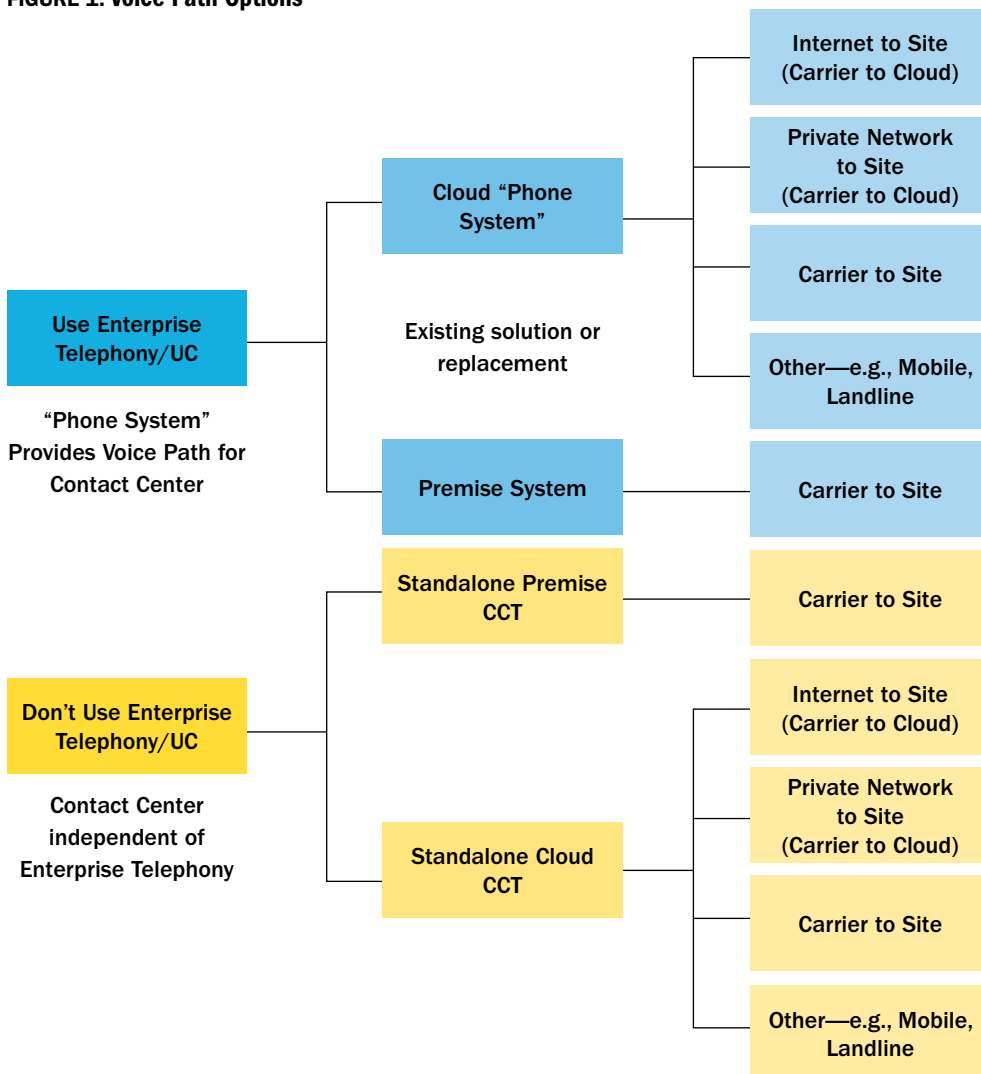 FIGURE 1. Voice Path Options
Internet to Site
(Carrier to Cloud)
Private Network
to Site
(Carrier to Cloud)
Cloud “Phone
System”
Carrier to Site
Use Enterprise
Telephony/UC
Existing solution or
replacement
Other—e.g., Mobile,
Landline
“Phone System”
Provides Voice Path for
Contact Center
Premise System
Carrier to Site
Standalone Premise
CCT
Carrier to Site
Don’t Use Enterprise
Telephony/UC
Internet to Site
(Carrier to Cloud)
Contact Center
independent of
Enterprise Telephony
Private Network
to Site
(Carrier to Cloud)
Standalone Cloud
CCT
Carrier to Site
Other—e.g., Mobile,
Landline